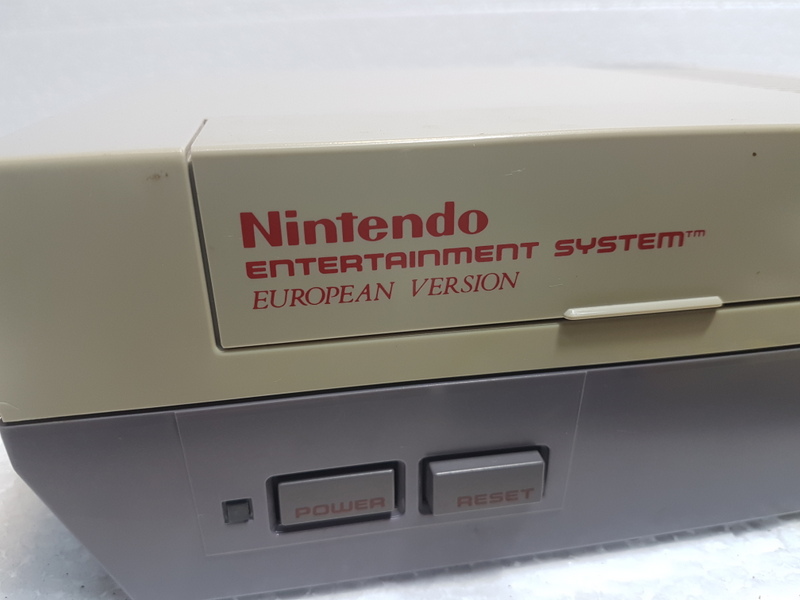 Nintendo
ENTERTAINMENT SYSTEM™
EUROPEAN VERSION
POWER
RESET